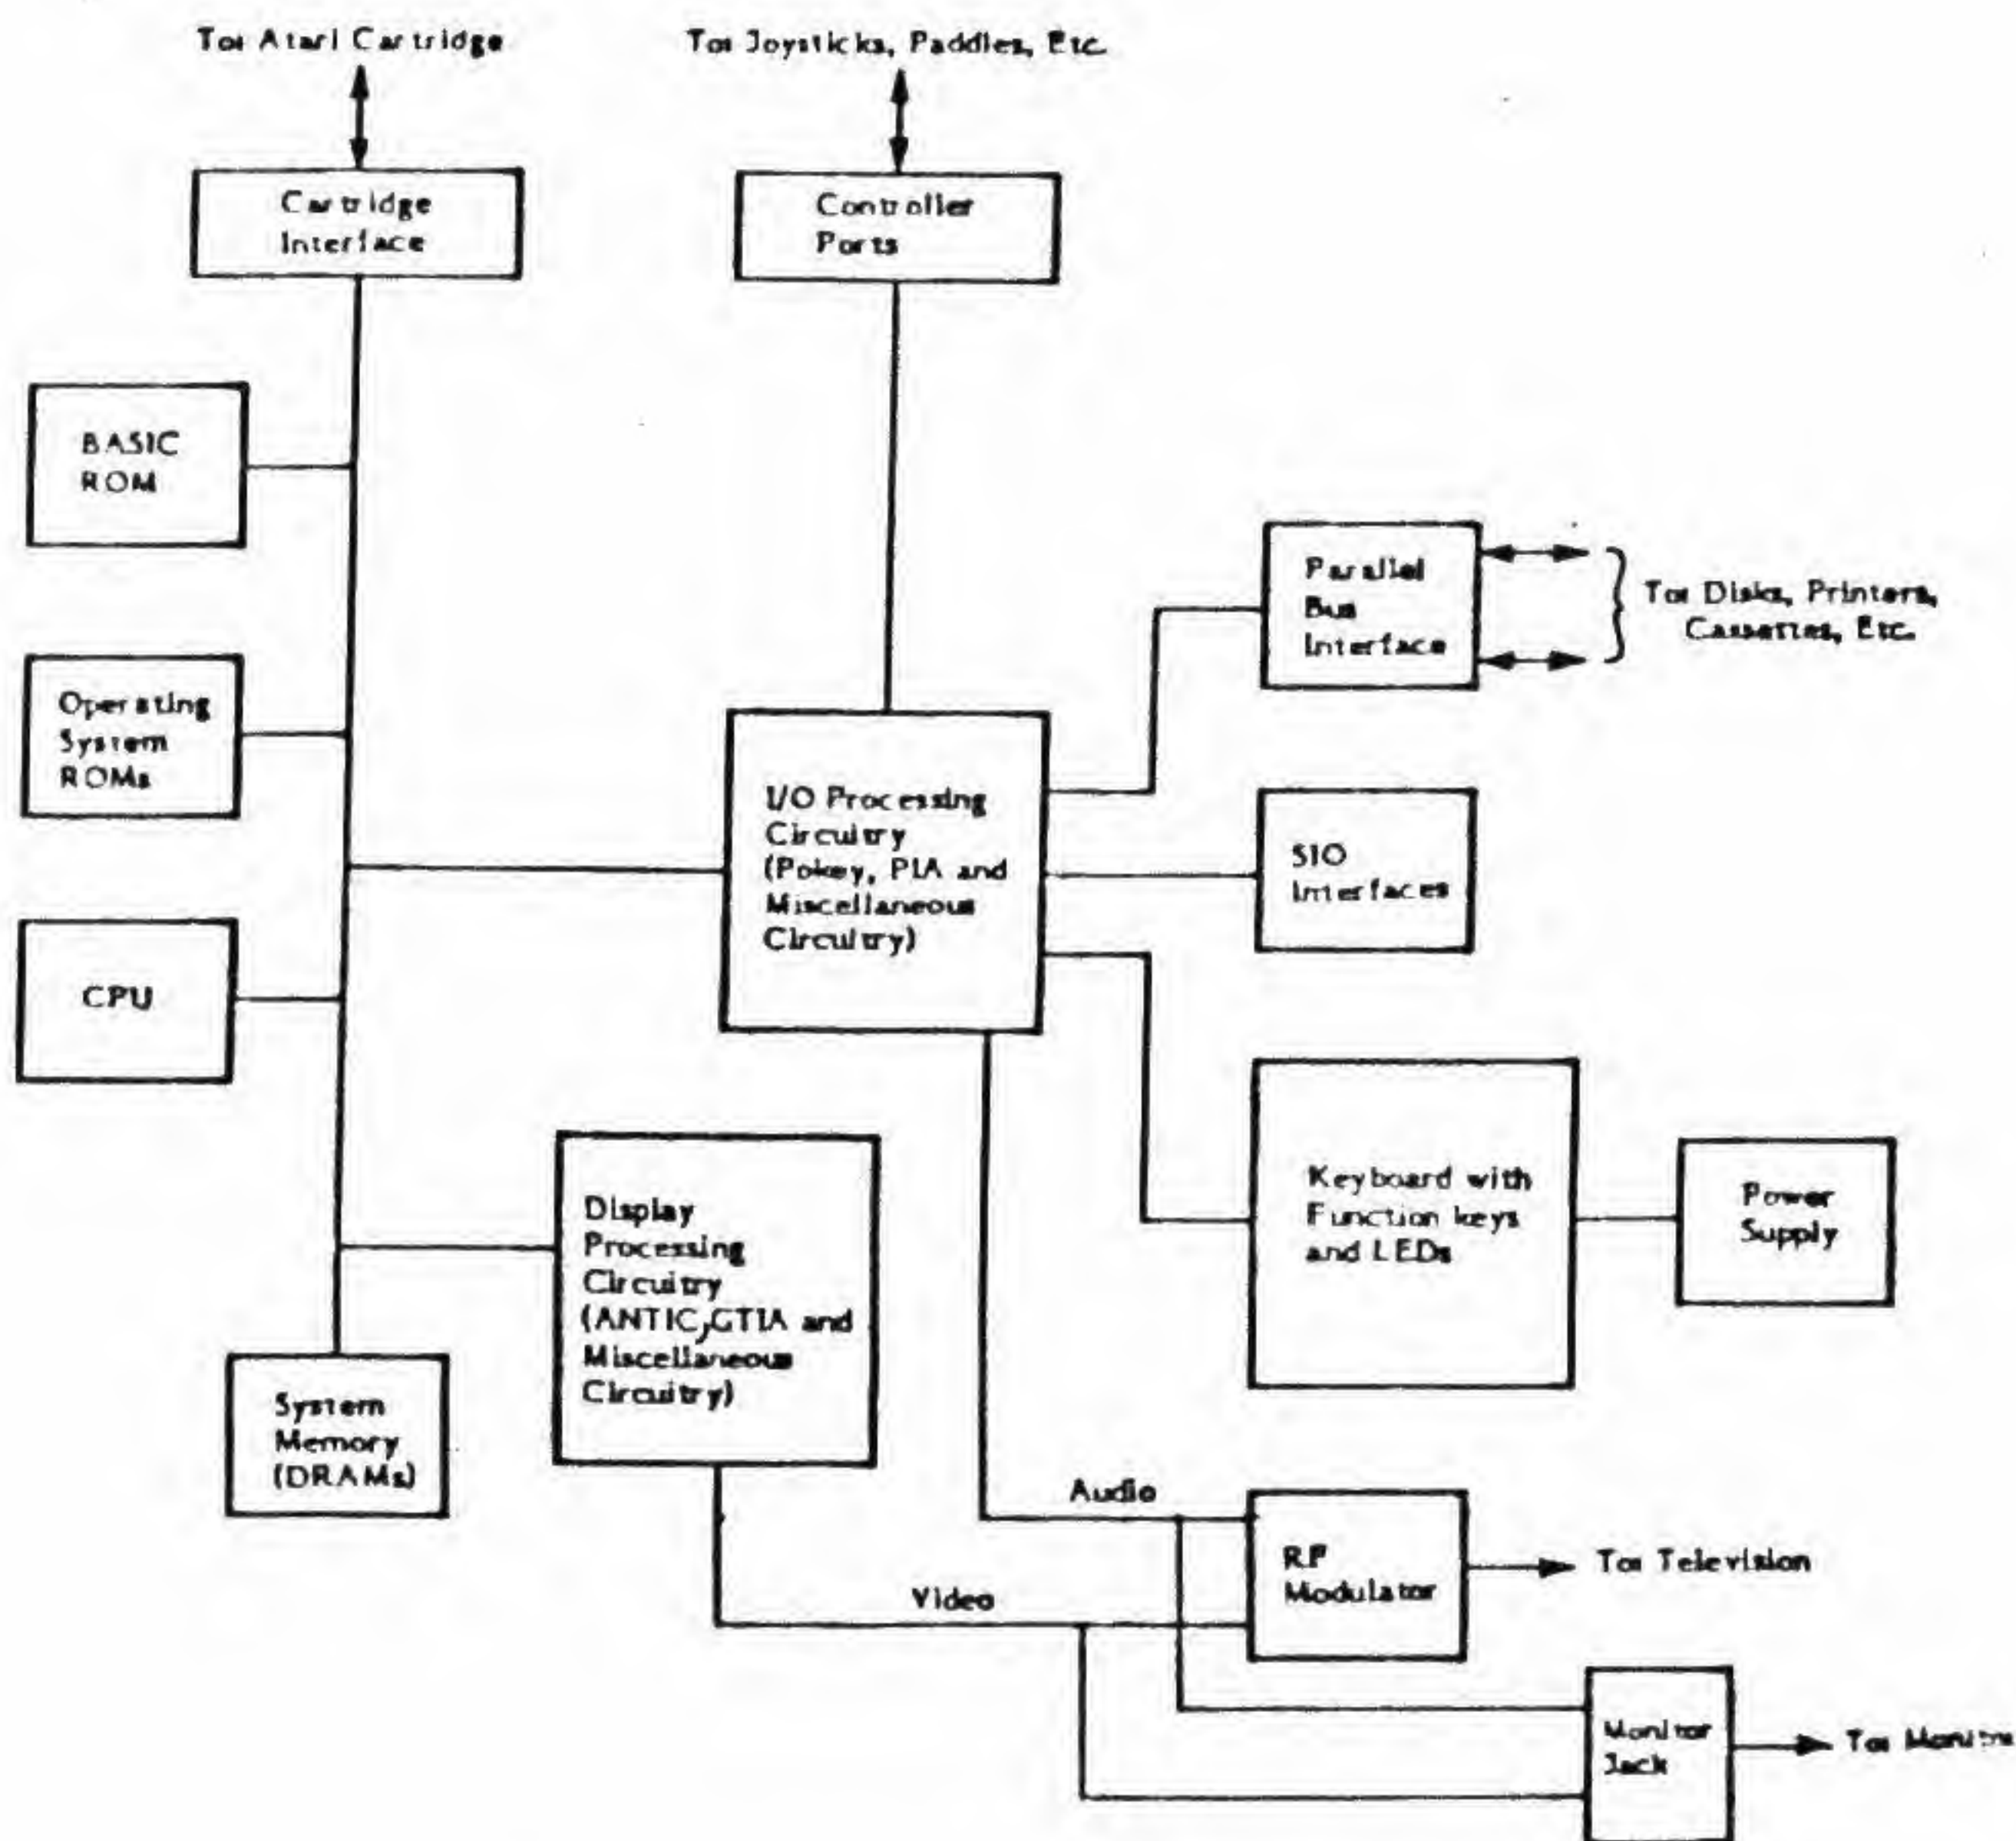 To: Atari Cartridge
To: Joysticks, Paddles, Etc.
Cartridge
Interface
Controller
Ports
BASIC
ROM
Parallel
Bus
Interface
To: Disks, Printers,
Cassettes, Etc.
Operating
System
ROMs
I/O Processing
Circuitry
(Pokey, PIA and
Miscellaneous
Circuitry)
SIO
Interfaces
CPU
Keyboard with
Function keys
and LEDs
Power
Supply
Display
Processing
Circuitry
(ANTIC,GTIA and
Miscellaneous
Circuitry)
System
Memory
(DRAMs)
Audio
RF
Modulator
To: Television
Video
Monitor
Jack
To: Monitor